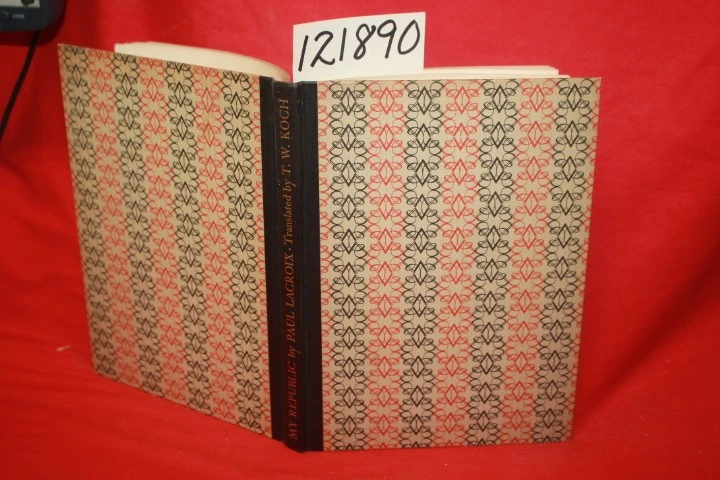 121890
MY REPUBLIC by PAUL LACROIX · Translated by T. W. KOCH